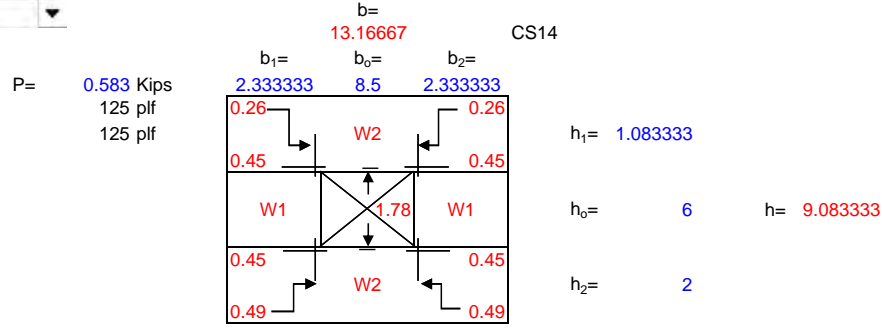 b=
13.16667 CS14
b₁= bₒ= b₂=
P= 0.583 Kips 2.333333 8.5 2.333333
125 plf 0.26 0.26
125 plf W2 h₁= 1.083333
0.45 0.45
W1 1.78 W1 hₒ= 6 h= 9.083333
0.45 0.45
W2 h₂= 2
0.49 0.49